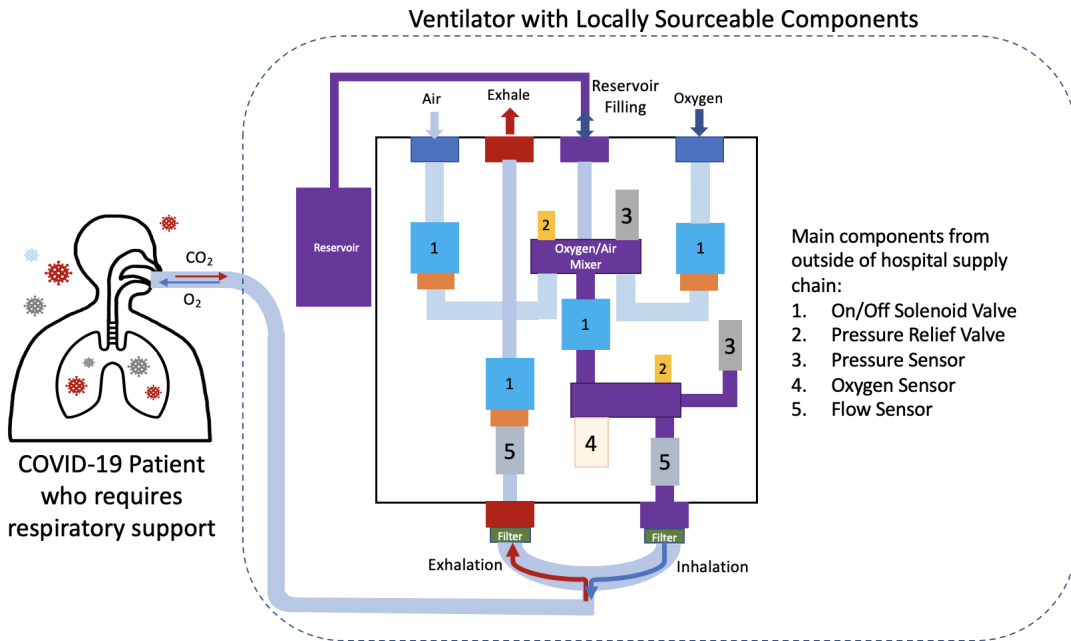 Ventilator with Locally Sourceable Components
Air
Exhale
Reservoir
Filling
Oxygen
Reservoir
1
2
3
1
Oxygen/Air
Mixer
1
1
2
3
4
5
5
Filter
Filter
Exhalation
Inhalation
CO₂
O₂
COVID-19 Patient
who requires
respiratory support
Main components from
outside of hospital supply
chain:
1. On/Off Solenoid Valve
2. Pressure Relief Valve
3. Pressure Sensor
4. Oxygen Sensor
5. Flow Sensor